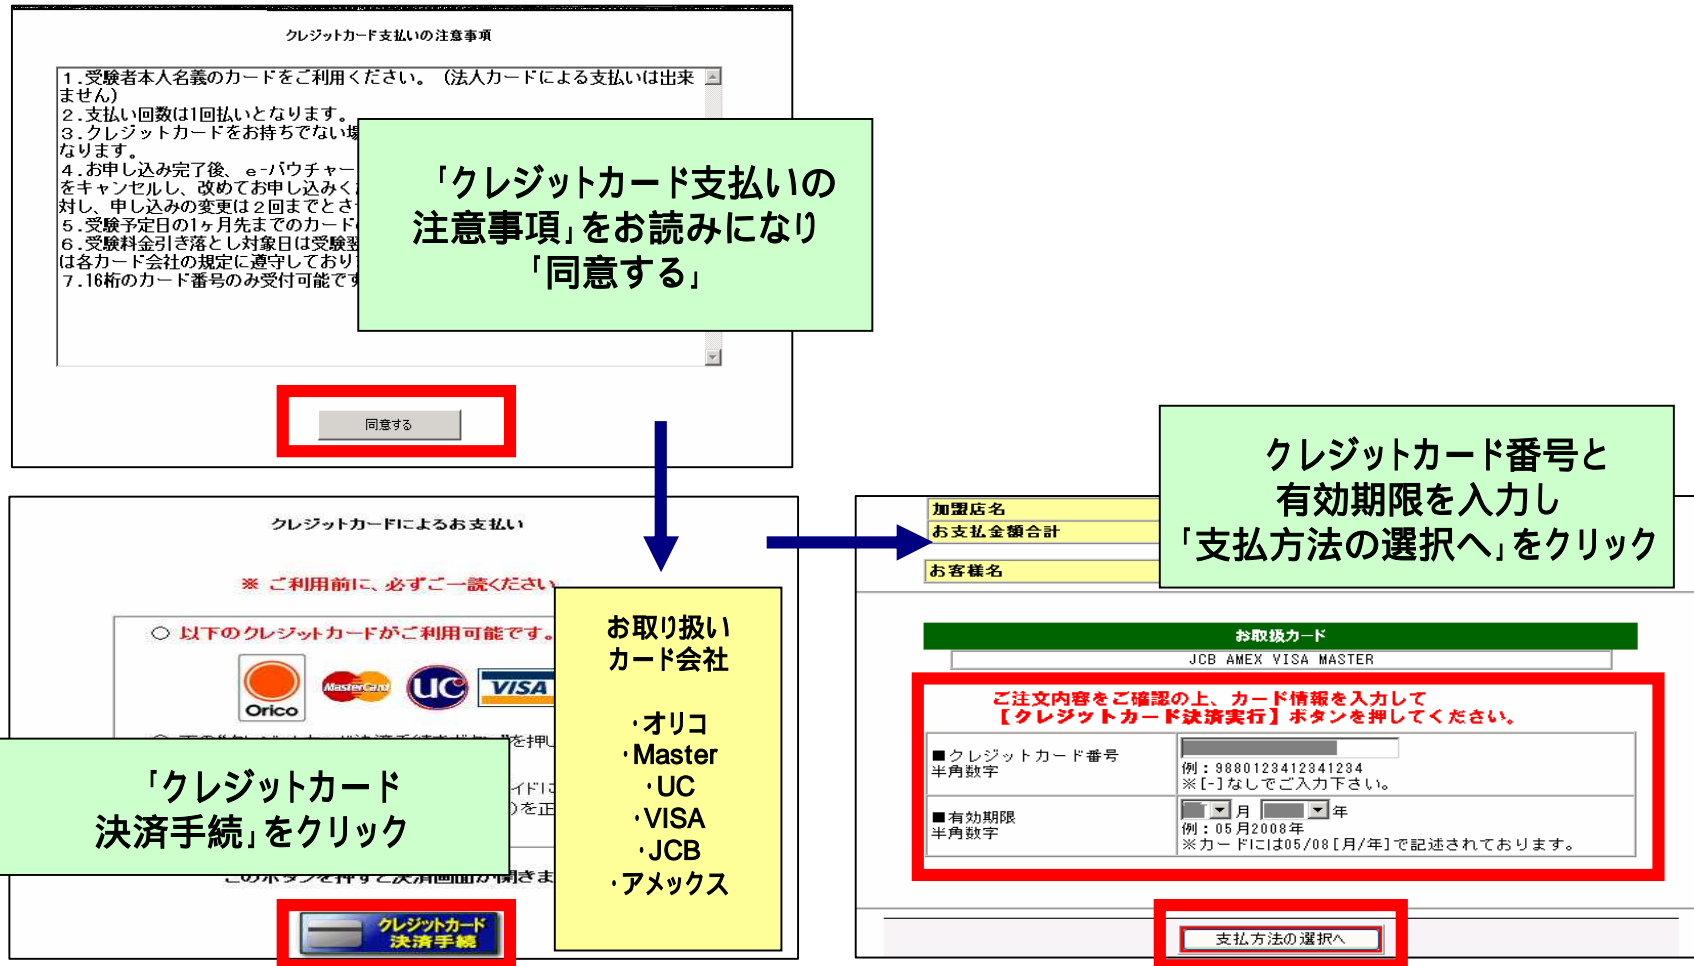 クレジットカード支払いの注意事項
1.受験者本人名義のカードをご利用ください。（法人カードによる支払いは出来
ません）
2.支払い回数は1回払いとなります。
3.クレジットカードをお持ちでない場
なります。
4.お申し込み完了後、e-バウチャー
をキャンセルし、改めてお申し込みく
対し、申し込みの変更は2回までとさ
5.受験予定日の1ヶ月先までのカード
6.受験料金引き落とし対象日は受験翌
は各カード会社の規定に遵守しており
7.16桁のカード番号のみ受付可能です
「クレジットカード支払いの
注意事項」をお読みになり
「同意する」
同意する
クレジットカードによるお支払い
※ ご利用前に、必ずご一読ください
○ 以下のクレジットカードがご利用可能です。
Orico
MasterCard
UC
VISA
を押し
イドに
)を正
「クレジットカード
決済手続」をクリック
このボタンを押すと決済画面が開きま
クレジットカード
決済手続
お取り扱い
カード会社
・オリコ
・Master
・UC
・VISA
・JCB
・アメックス
クレジットカード番号と
有効期限を入力し
「支払方法の選択へ」をクリック
加盟店名
お支払金額合計
お客様名
お取扱カード
JCB AMEX VISA MASTER
ご注文内容をご確認の上、カード情報を入力して
【クレジットカード決済実行】ボタンを押してください。
■クレジットカード番号
半角数字
例：9880123412341234
※[-]なしでご入力下さい。
■有効期限
半角数字
月 年
例：05月2008年
※カードには05/08[月/年]で記述されております。
支払方法の選択へ